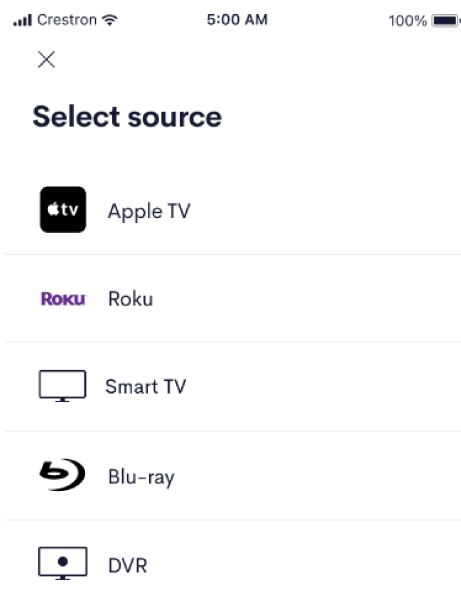 Crestron 5:00 AM 100%
Select source
tv Apple TV
Roku Roku
Smart TV
Blu-ray
DVR